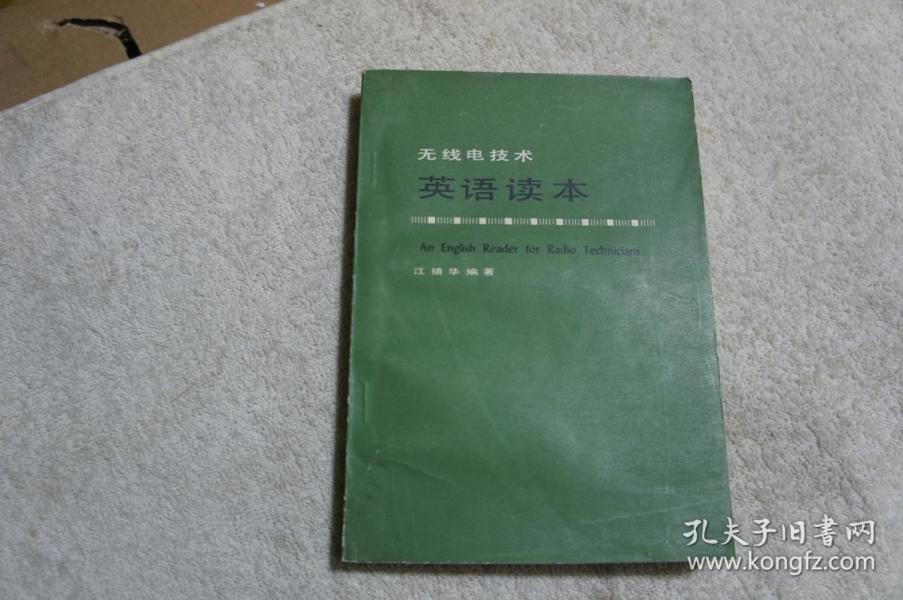 无线电技术
英语读本
An English Reader for Radio Technicians
江镇华编著
孔夫子旧书网
www.kongfz.com